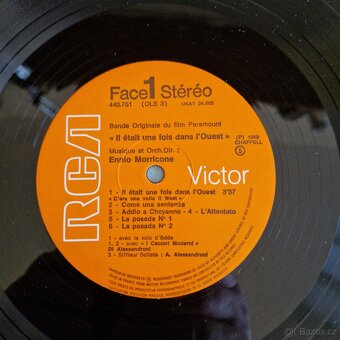 Face 1 Stéréo
440.751 (OLS 3) UKAY 24.605
Bande Originale du film Paramount
« Il était une fois dans l'Ouest »
Musique et Orch.Dir. :
Ennio Morricone
(P) 1969
CHAPPELL
S
RCA
Victor
1 - Il était une fois dans l'Ouest 3'37
« C'era una volta il West »
2 - Come una sentenza
3 - Addio a Cheyenne - 4 - L'Attentato
5 - La posada N° 1
6 - La posada N° 2
1 - avec la voix d'Edda
1, 2 - avec « I Cantori Moderni »
Di Alessandroni
3 - Siffleur Soliste : A. Alessandroni
bazos.cz